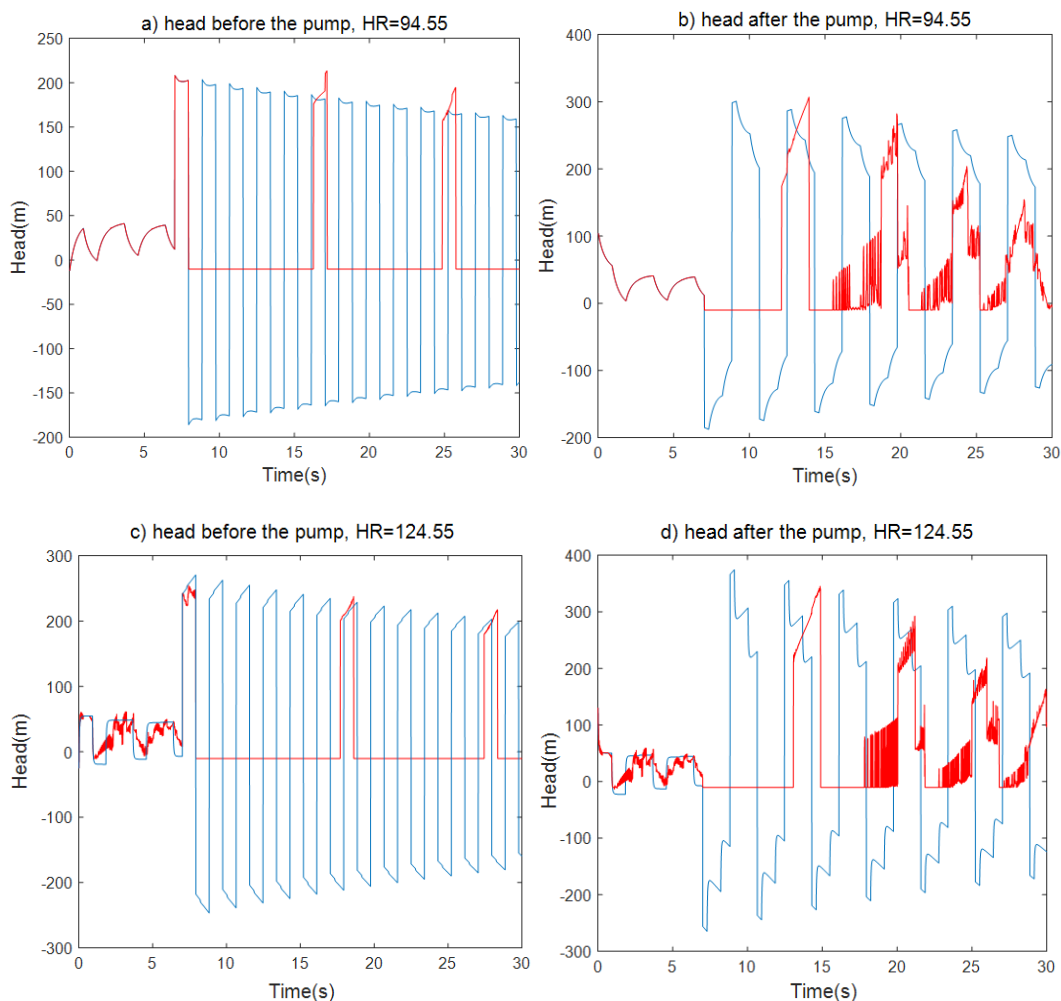 a) head before the pump, HR=94.55
250
200
150
100
50
0
-50
-100
-150
-200
Head(m)
0 5 10 15 20 25 30
Time(s)
b) head after the pump, HR=94.55
400
300
200
100
0
-100
-200
Head(m)
0 5 10 15 20 25 30
Time(s)
c) head before the pump, HR=124.55
300
200
100
0
-100
-200
-300
Head(m)
0 5 10 15 20 25 30
Time(s)
d) head after the pump, HR=124.55
400
300
200
100
0
-100
-200
-300
Head(m)
0 5 10 15 20 25 30
Time(s)